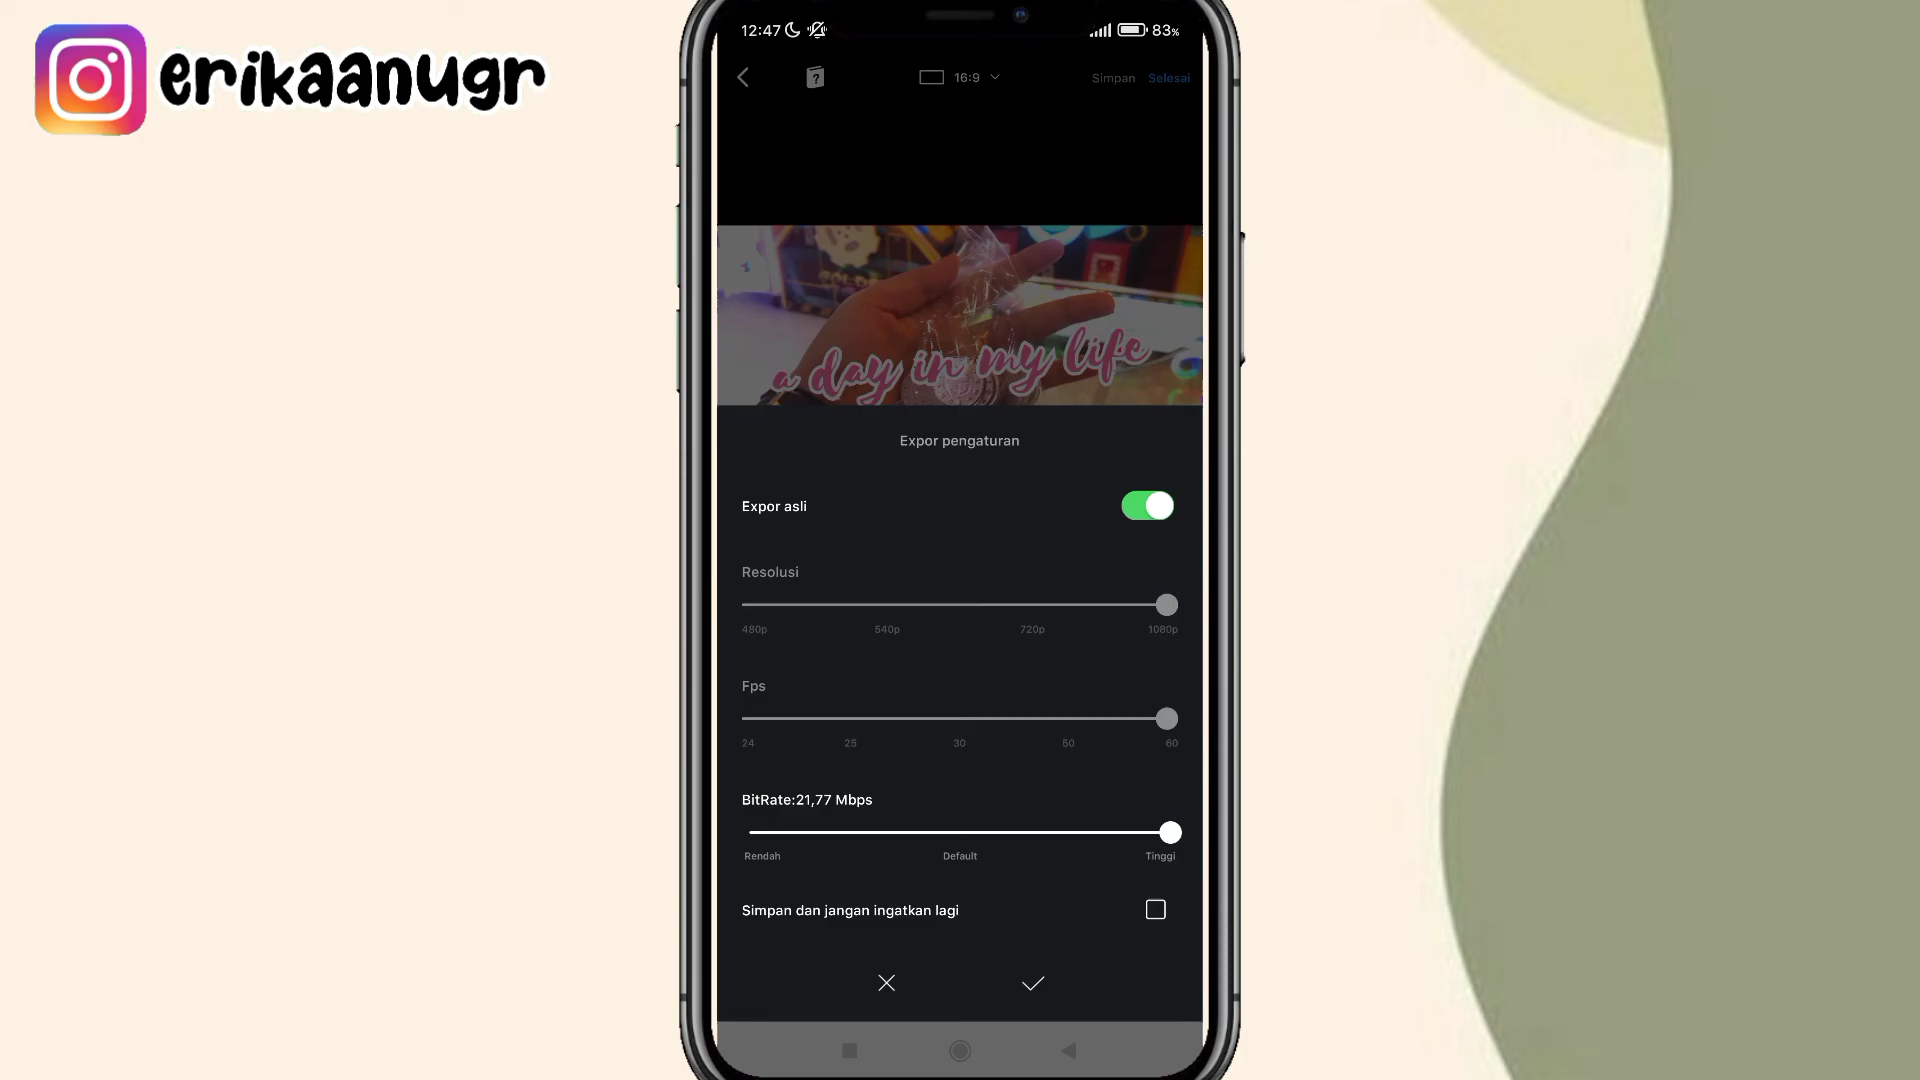 erikaanugr
12:47 83%
16:9 Simpan Selesai
a day in my life
Expor pengaturan
Expor asli
Resolusi
480p 540p 720p 1080p
Fps
24 25 30 50 60
BitRate:21,77 Mbps
Rendah Default Tinggi
Simpan dan jangan ingatkan lagi